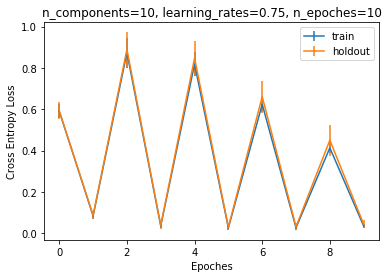 n_components=10, learning_rates=0.75, n_epoches=10
train
holdout
Cross Entropy Loss
1.0
0.8
0.6
0.4
0.2
0.0
0 2 4 6 8
Epoches